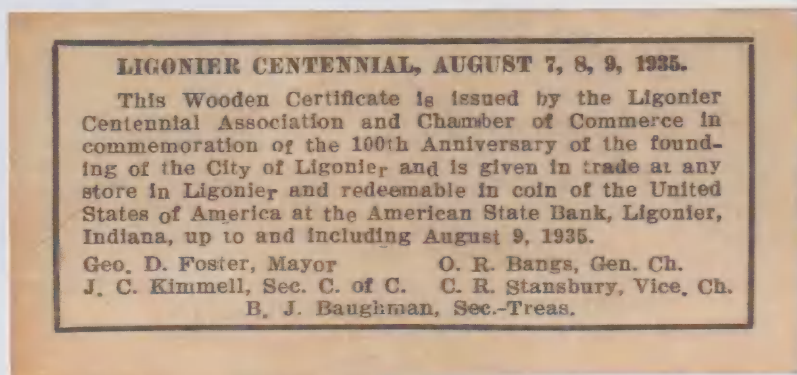 LIGONIER CENTENNIAL, AUGUST 7, 8, 9, 1935.
This Wooden Certificate is issued by the Ligonier
Centennial Association and Chamber of Commerce in
commemoration of the 100th Anniversary of the found-
ing of the City of Ligonier and is given in trade at any
store in Ligonier and redeemable in coin of the United
States of America at the American State Bank, Ligonier,
Indiana, up to and including August 9, 1935.
Geo. D. Foster, Mayor O. R. Bangs, Gen. Ch.
J. C. Kimmell, Sec. C. of C. C. R. Stansbury, Vice. Ch.
B. J. Baughman, Sec.-Treas.